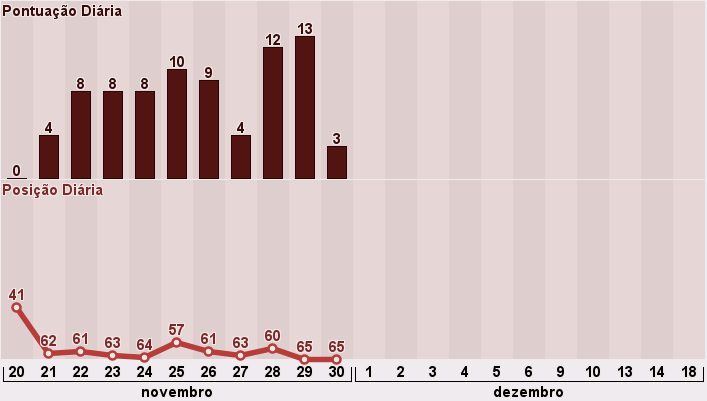 Pontuação Diária
0 4 8 8 8 10 9 4 12 13 3
Posição Diária
41 62 61 63 64 57 61 63 60 65 65
20 21 22 23 24 25 26 27 28 29 30 1 2 3 4 5 6 9 10 13 14 18
novembro dezembro